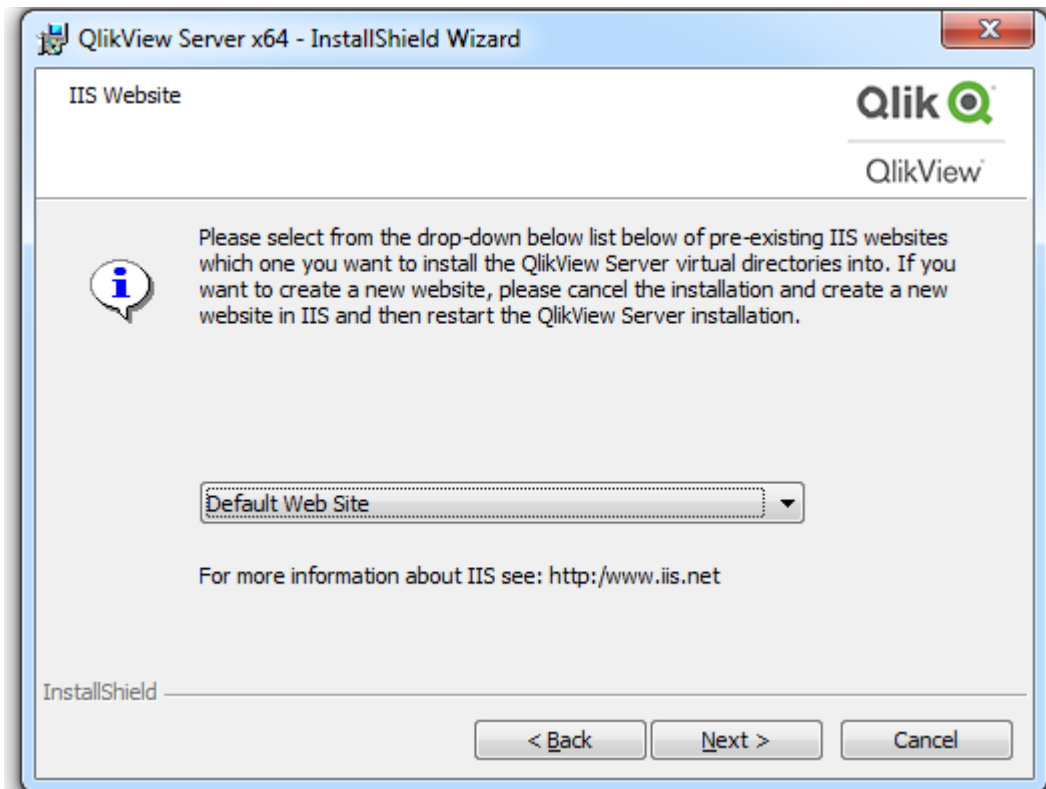 QlikView Server x64 - InstallShield Wizard
IIS Website
Qlik
QlikView
Please select from the drop-down below list below of pre-existing IIS websites
which one you want to install the QlikView Server virtual directories into. If you
want to create a new website, please cancel the installation and create a new
website in IIS and then restart the QlikView Server installation.
Default Web Site
For more information about IIS see: http:/www.iis.net
InstallShield
< Back Next > Cancel